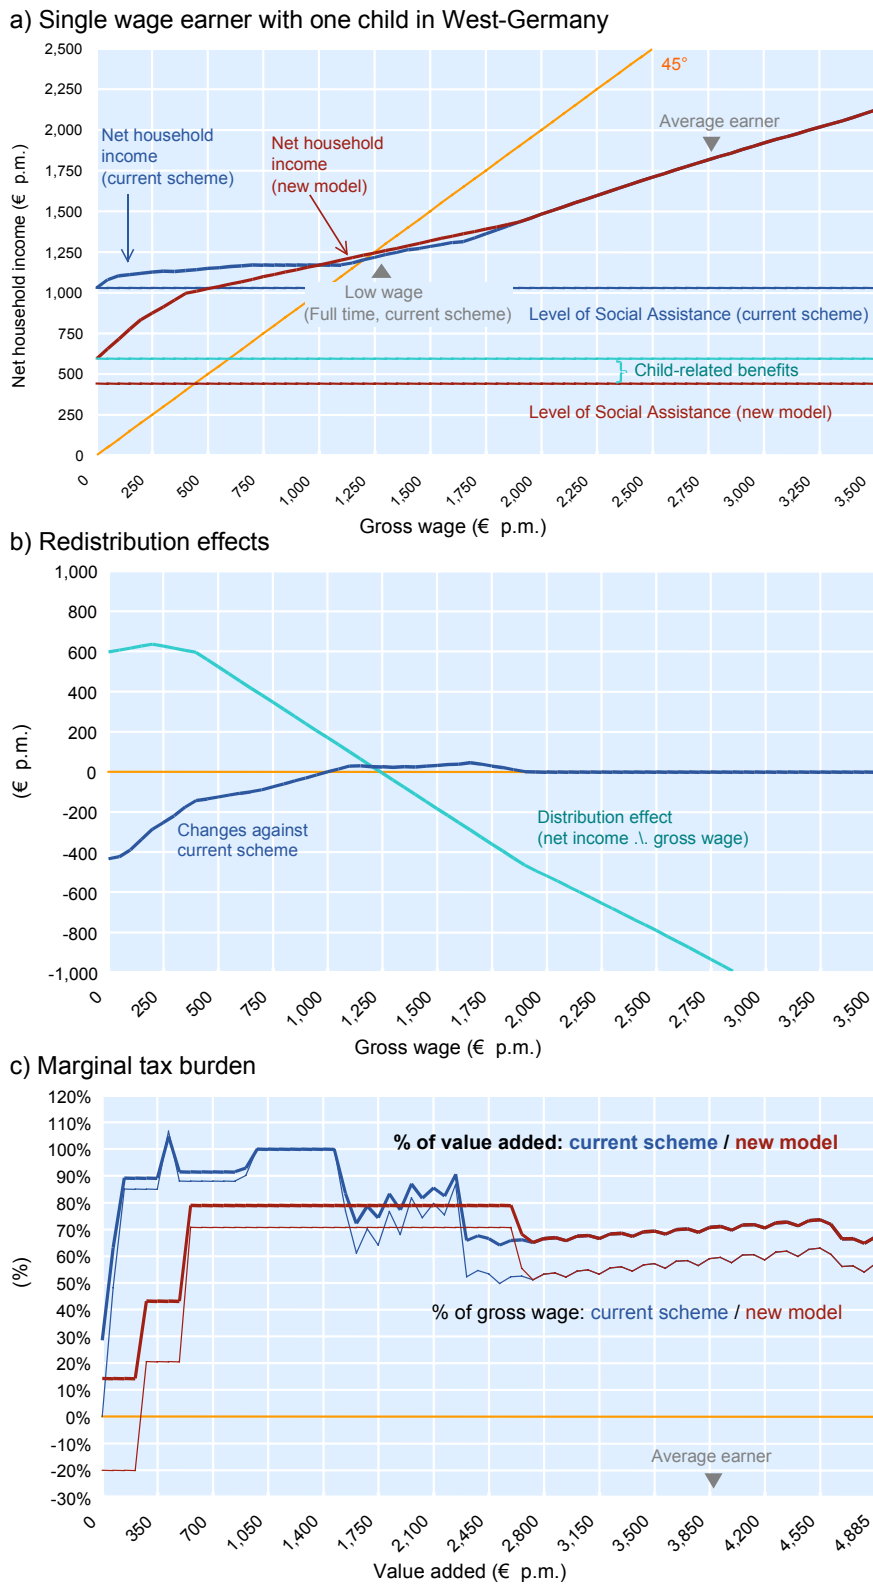 a) Single wage earner with one child in West-Germany
Net household income (€ p.m.)
2,500
2,250
2,000
1,750
1,500
1,250
1,000
750
500
250
0
45°
Average earner
Net household
income
(current scheme)
Net household
income
(new model)
Low wage
(Full time, current scheme)
Level of Social Assistance (current scheme)
} Child-related benefits
Level of Social Assistance (new model)
0 250 500 750 1,000 1,250 1,500 1,750 2,000 2,250 2,500 2,750 3,000 3,250 3,500
Gross wage (€ p.m.)
b) Redistribution effects
(€ p.m.)
1,000
800
600
400
200
0
-200
-400
-600
-800
-1,000
Changes against
current scheme
Distribution effect
(net income .\. gross wage)
0 250 500 750 1,000 1,250 1,500 1,750 2,000 2,250 2,500 2,750 3,000 3,250 3,500
Gross wage (€ p.m.)
c) Marginal tax burden
(%)
120%
110%
100%
90%
80%
70%
60%
50%
40%
30%
20%
10%
0%
-10%
-20%
-30%
% of value added: current scheme / new model
% of gross wage: current scheme / new model
Average earner
0 350 700 1,050 1,400 1,750 2,100 2,450 2,800 3,150 3,500 3,850 4,200 4,550 4,885
Value added (€ p.m.)